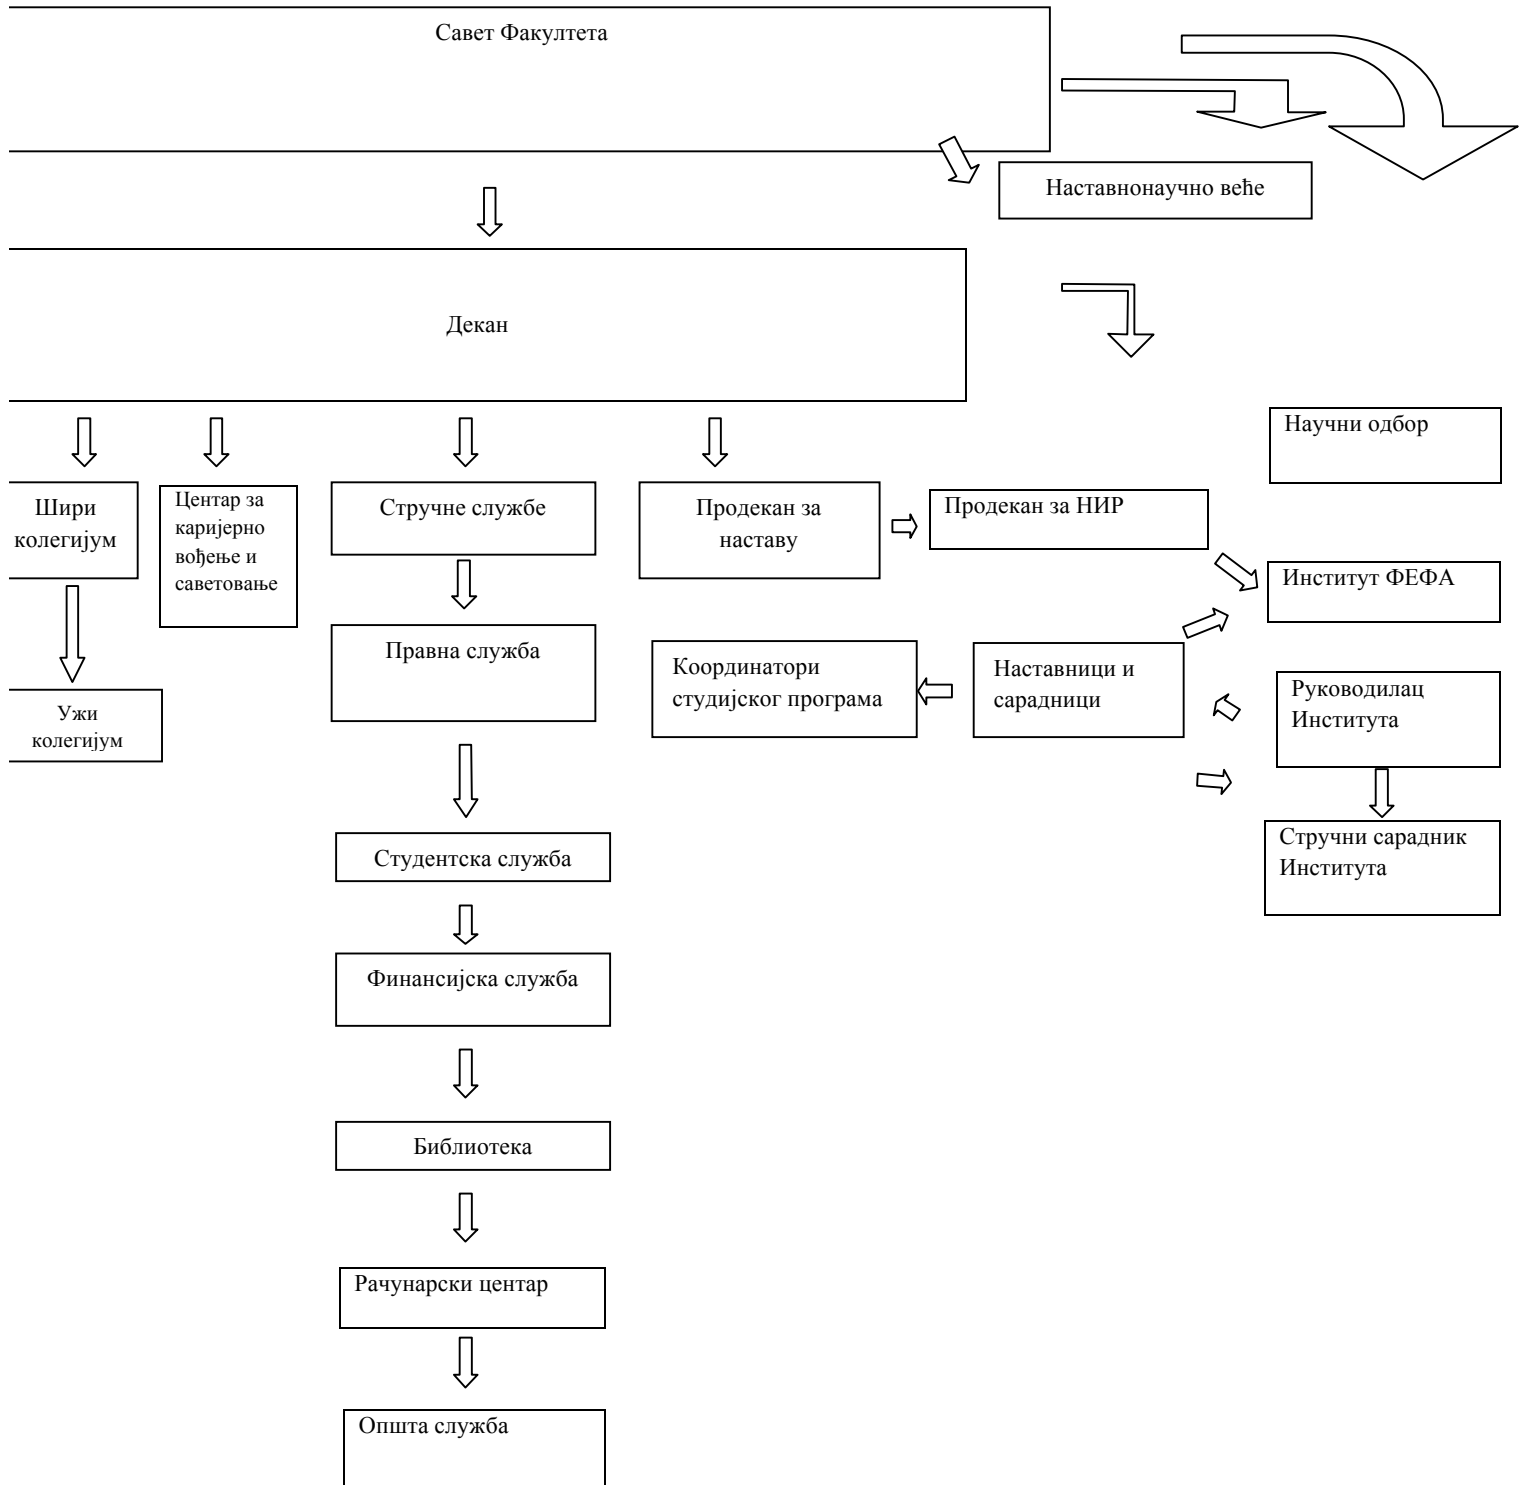 Савет Факултета
Наставнонаучно веће
Декан
Научни одбор
Шири
колегијум
Центар за
каријерно
вођење и
саветовање
Стручне службе
Продекан за
наставу
Продекан за НИР
Институт ФЕФА
Правна служба
Координатори
студијског програма
Наставници и
сарадници
Руководилац
Института
Ужи
колегијум
Студентска служба
Стручни сарадник
Института
Финансијска служба
Библиотека
Рачунарски центар
Општа служба